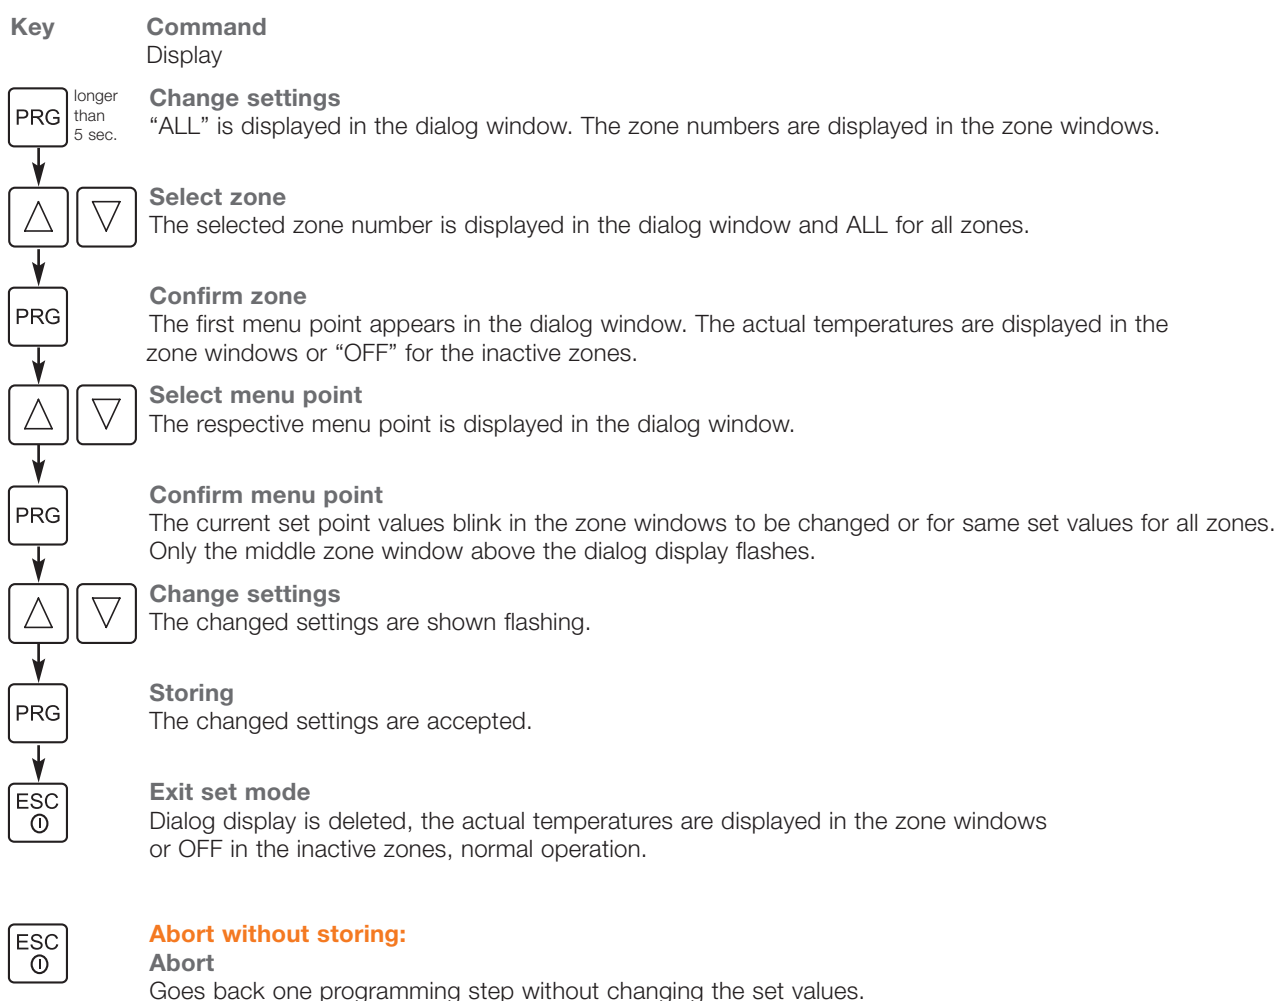 Key Command
Display
PRG longer than 5 sec. Change settings
“ALL” is displayed in the dialog window. The zone numbers are displayed in the zone windows.
Select zone
The selected zone number is displayed in the dialog window and ALL for all zones.
PRG Confirm zone
The first menu point appears in the dialog window. The actual temperatures are displayed in the
zone windows or “OFF” for the inactive zones.
Select menu point
The respective menu point is displayed in the dialog window.
PRG Confirm menu point
The current set point values blink in the zone windows to be changed or for same set values for all zones.
Only the middle zone window above the dialog display flashes.
Change settings
The changed settings are shown flashing.
PRG Storing
The changed settings are accepted.
ESC Exit set mode
Dialog display is deleted, the actual temperatures are displayed in the zone windows
or OFF in the inactive zones, normal operation.
ESC Abort without storing:
Abort
Goes back one programming step without changing the set values.